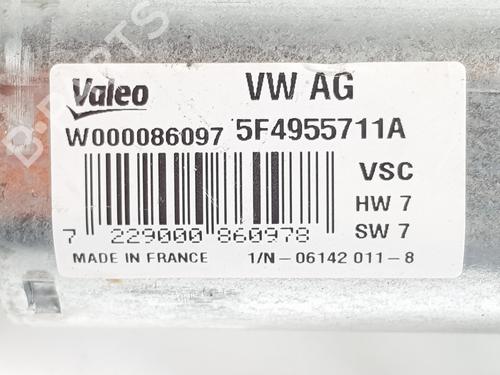 Valeo VW AG
W000086097 5F4955711A
VSC
HW 7
7 229000 860978 SW 7
MADE IN FRANCE 1/N-06142 011-8
B-PARTS